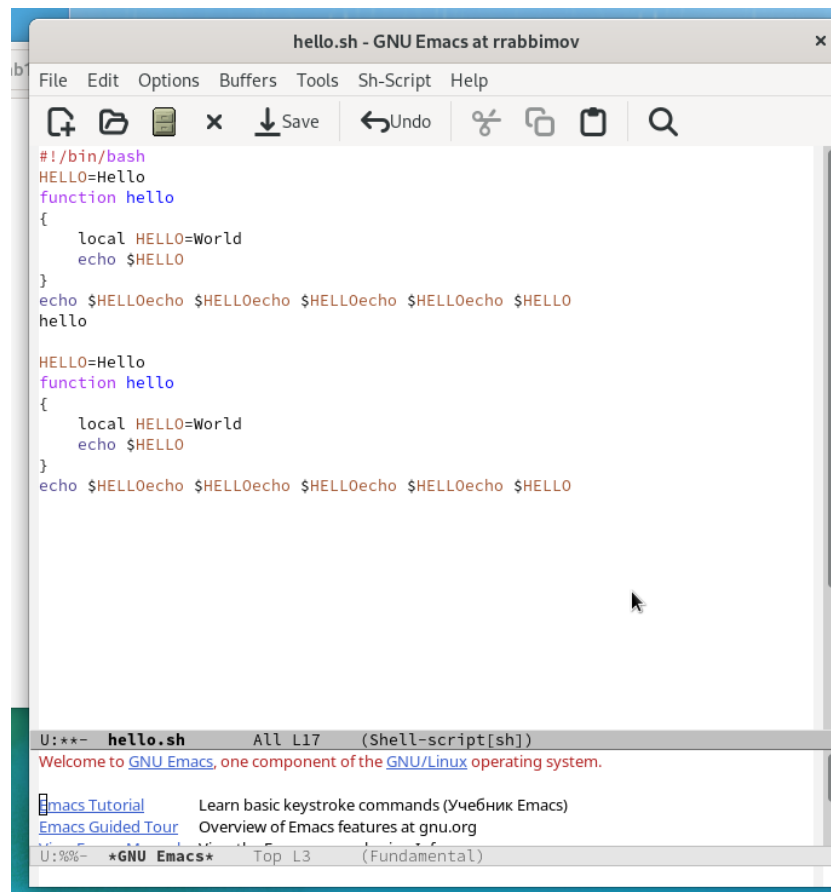 hello.sh - GNU Emacs at rrabbimov
File Edit Options Buffers Tools Sh-Script Help
Save Undo
#!/bin/bash
HELLO=Hello
function hello
{
    local HELLO=World
    echo $HELLO
}
echo $HELLOecho $HELLOecho $HELLOecho $HELLOecho $HELLO
hello

HELLO=Hello
function hello
{
    local HELLO=World
    echo $HELLO
}
echo $HELLOecho $HELLOecho $HELLOecho $HELLOecho $HELLO
U:**-  hello.sh       All L17    (Shell-script[sh])
Welcome to GNU Emacs, one component of the GNU/Linux operating system.

Emacs Tutorial Learn basic keystroke commands (Учебник Emacs)
Emacs Guided Tour Overview of Emacs features at gnu.org
U:%%-  *GNU Emacs*    Top L3     (Fundamental)